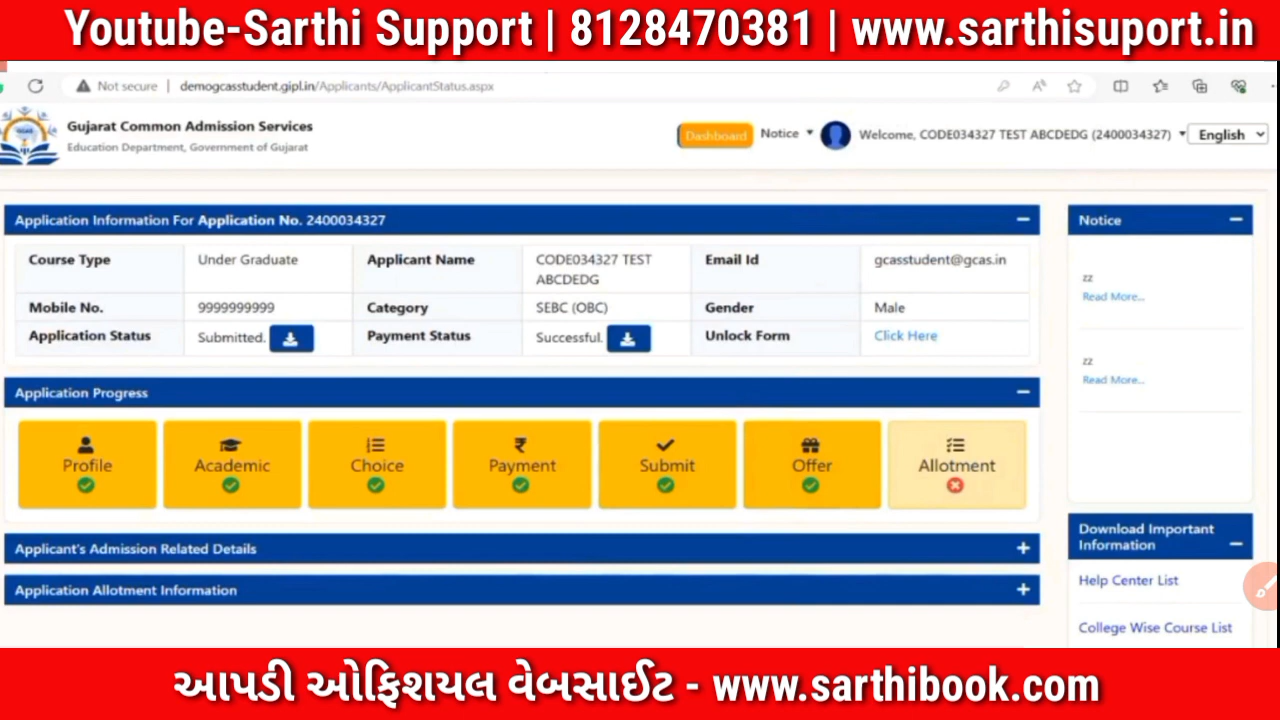 Youtube-Sarthi Support | 8128470381 | www.sarthisuport.in
Not secure | demogcasstudent.gipl.in/Applicants/ApplicantStatus.aspx
Gujarat Common Admission Services
Education Department, Government of Gujarat
Dashboard Notice Welcome, CODE034327 TEST ABCDEDG (2400034327) English
Application Information For Application No. 2400034327
Course Type Under Graduate Applicant Name CODE034327 TEST ABCDEDG Email Id gcasstudent@gcas.in
Mobile No. 9999999999 Category SEBC (OBC) Gender Male
Application Status Submitted. Payment Status Successful. Unlock Form Click Here
Application Progress
Profile Academic Choice Payment Submit Offer Allotment
Applicant's Admission Related Details
Application Allotment Information
Notice
zz
Read More...
zz
Read More...
Download Important
Information
Help Center List
College Wise Course List
આપડી ઓફિશયલ વેબસાઈટ - www.sarthibook.com